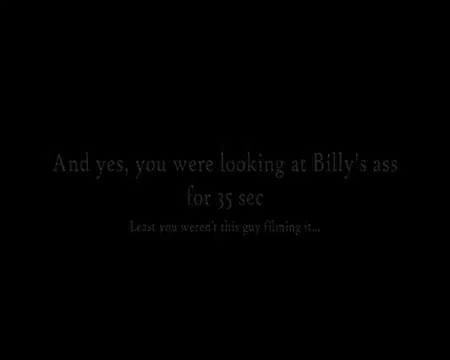 And yes, you were looking at Billy's ass
for 35 sec
Least you weren't this guy filming it...